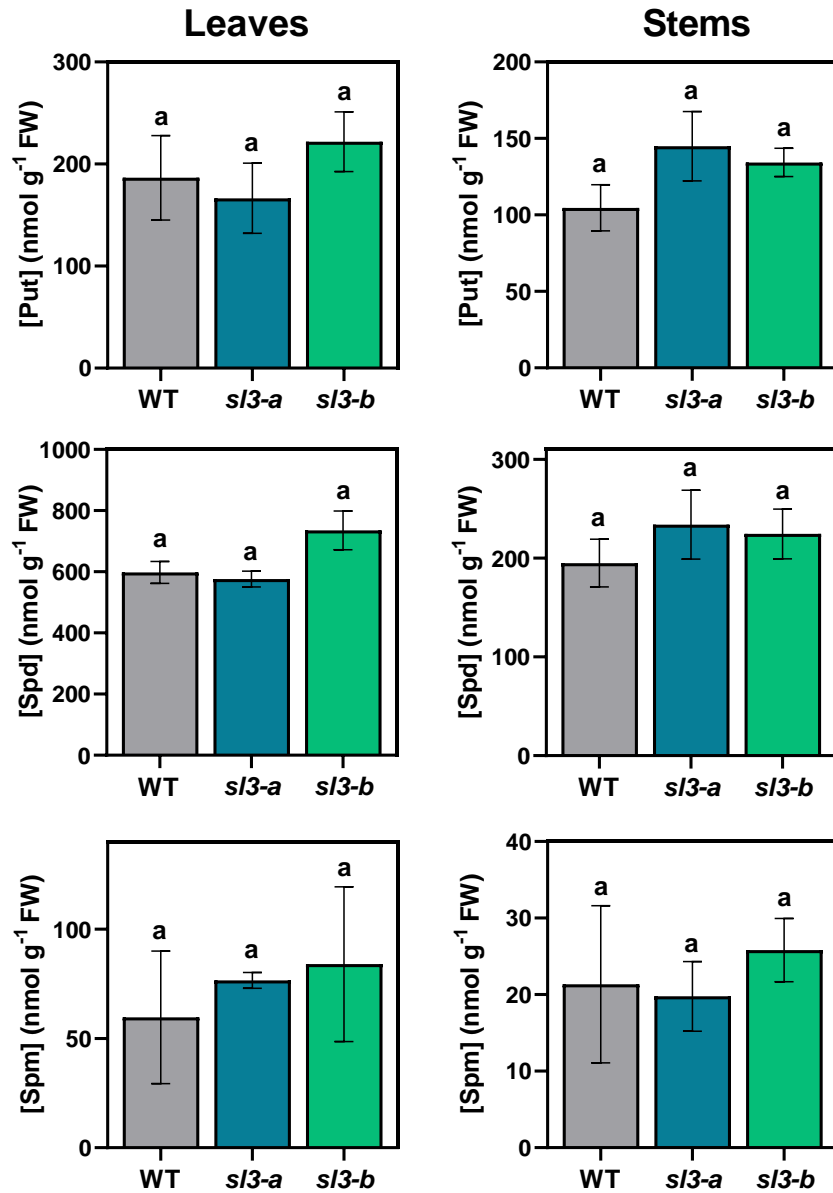 Leaves
[Put] (nmol g⁻¹ FW)
300
200
100
0
a
a
a
WT
sl3-a
sl3-b
Stems
[Put] (nmol g⁻¹ FW)
200
150
100
50
0
a
a
a
WT
sl3-a
sl3-b
[Spd] (nmol g⁻¹ FW)
1000
800
600
400
200
0
a
a
a
WT
sl3-a
sl3-b
[Spd] (nmol g⁻¹ FW)
300
200
100
0
a
a
a
WT
sl3-a
sl3-b
[Spm] (nmol g⁻¹ FW)
100
50
0
a
a
a
WT
sl3-a
sl3-b
[Spm] (nmol g⁻¹ FW)
40
30
20
10
0
a
a
a
WT
sl3-a
sl3-b